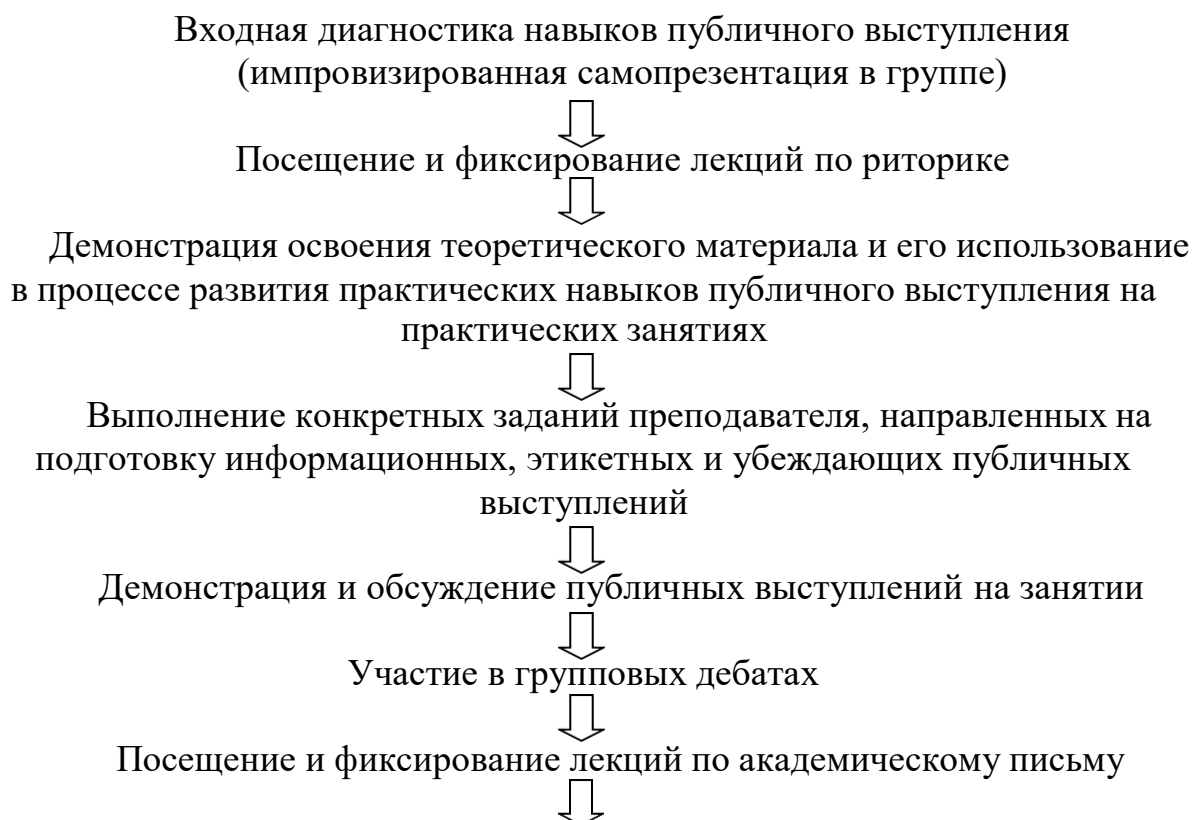 Входная диагностика навыков публичного выступления
(импровизированная самопрезентация в группе)
Посещение и фиксирование лекций по риторике
Демонстрация освоения теоретического материала и его использование
в процессе развития практических навыков публичного выступления на
практических занятиях
Выполнение конкретных заданий преподавателя, направленных на
подготовку информационных, этикетных и убеждающих публичных
выступлений
Демонстрация и обсуждение публичных выступлений на занятии
Участие в групповых дебатах
Посещение и фиксирование лекций по академическому письму